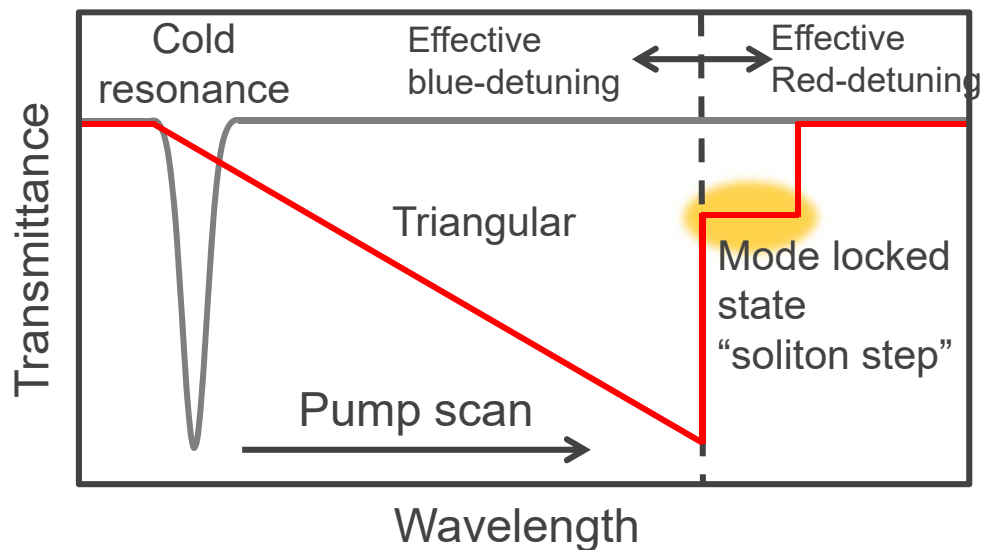 Cold
resonance
Effective
blue-detuning
Effective
Red-detuning
Transmittance
Triangular
Mode locked
state
“soliton step”
Pump scan
Wavelength